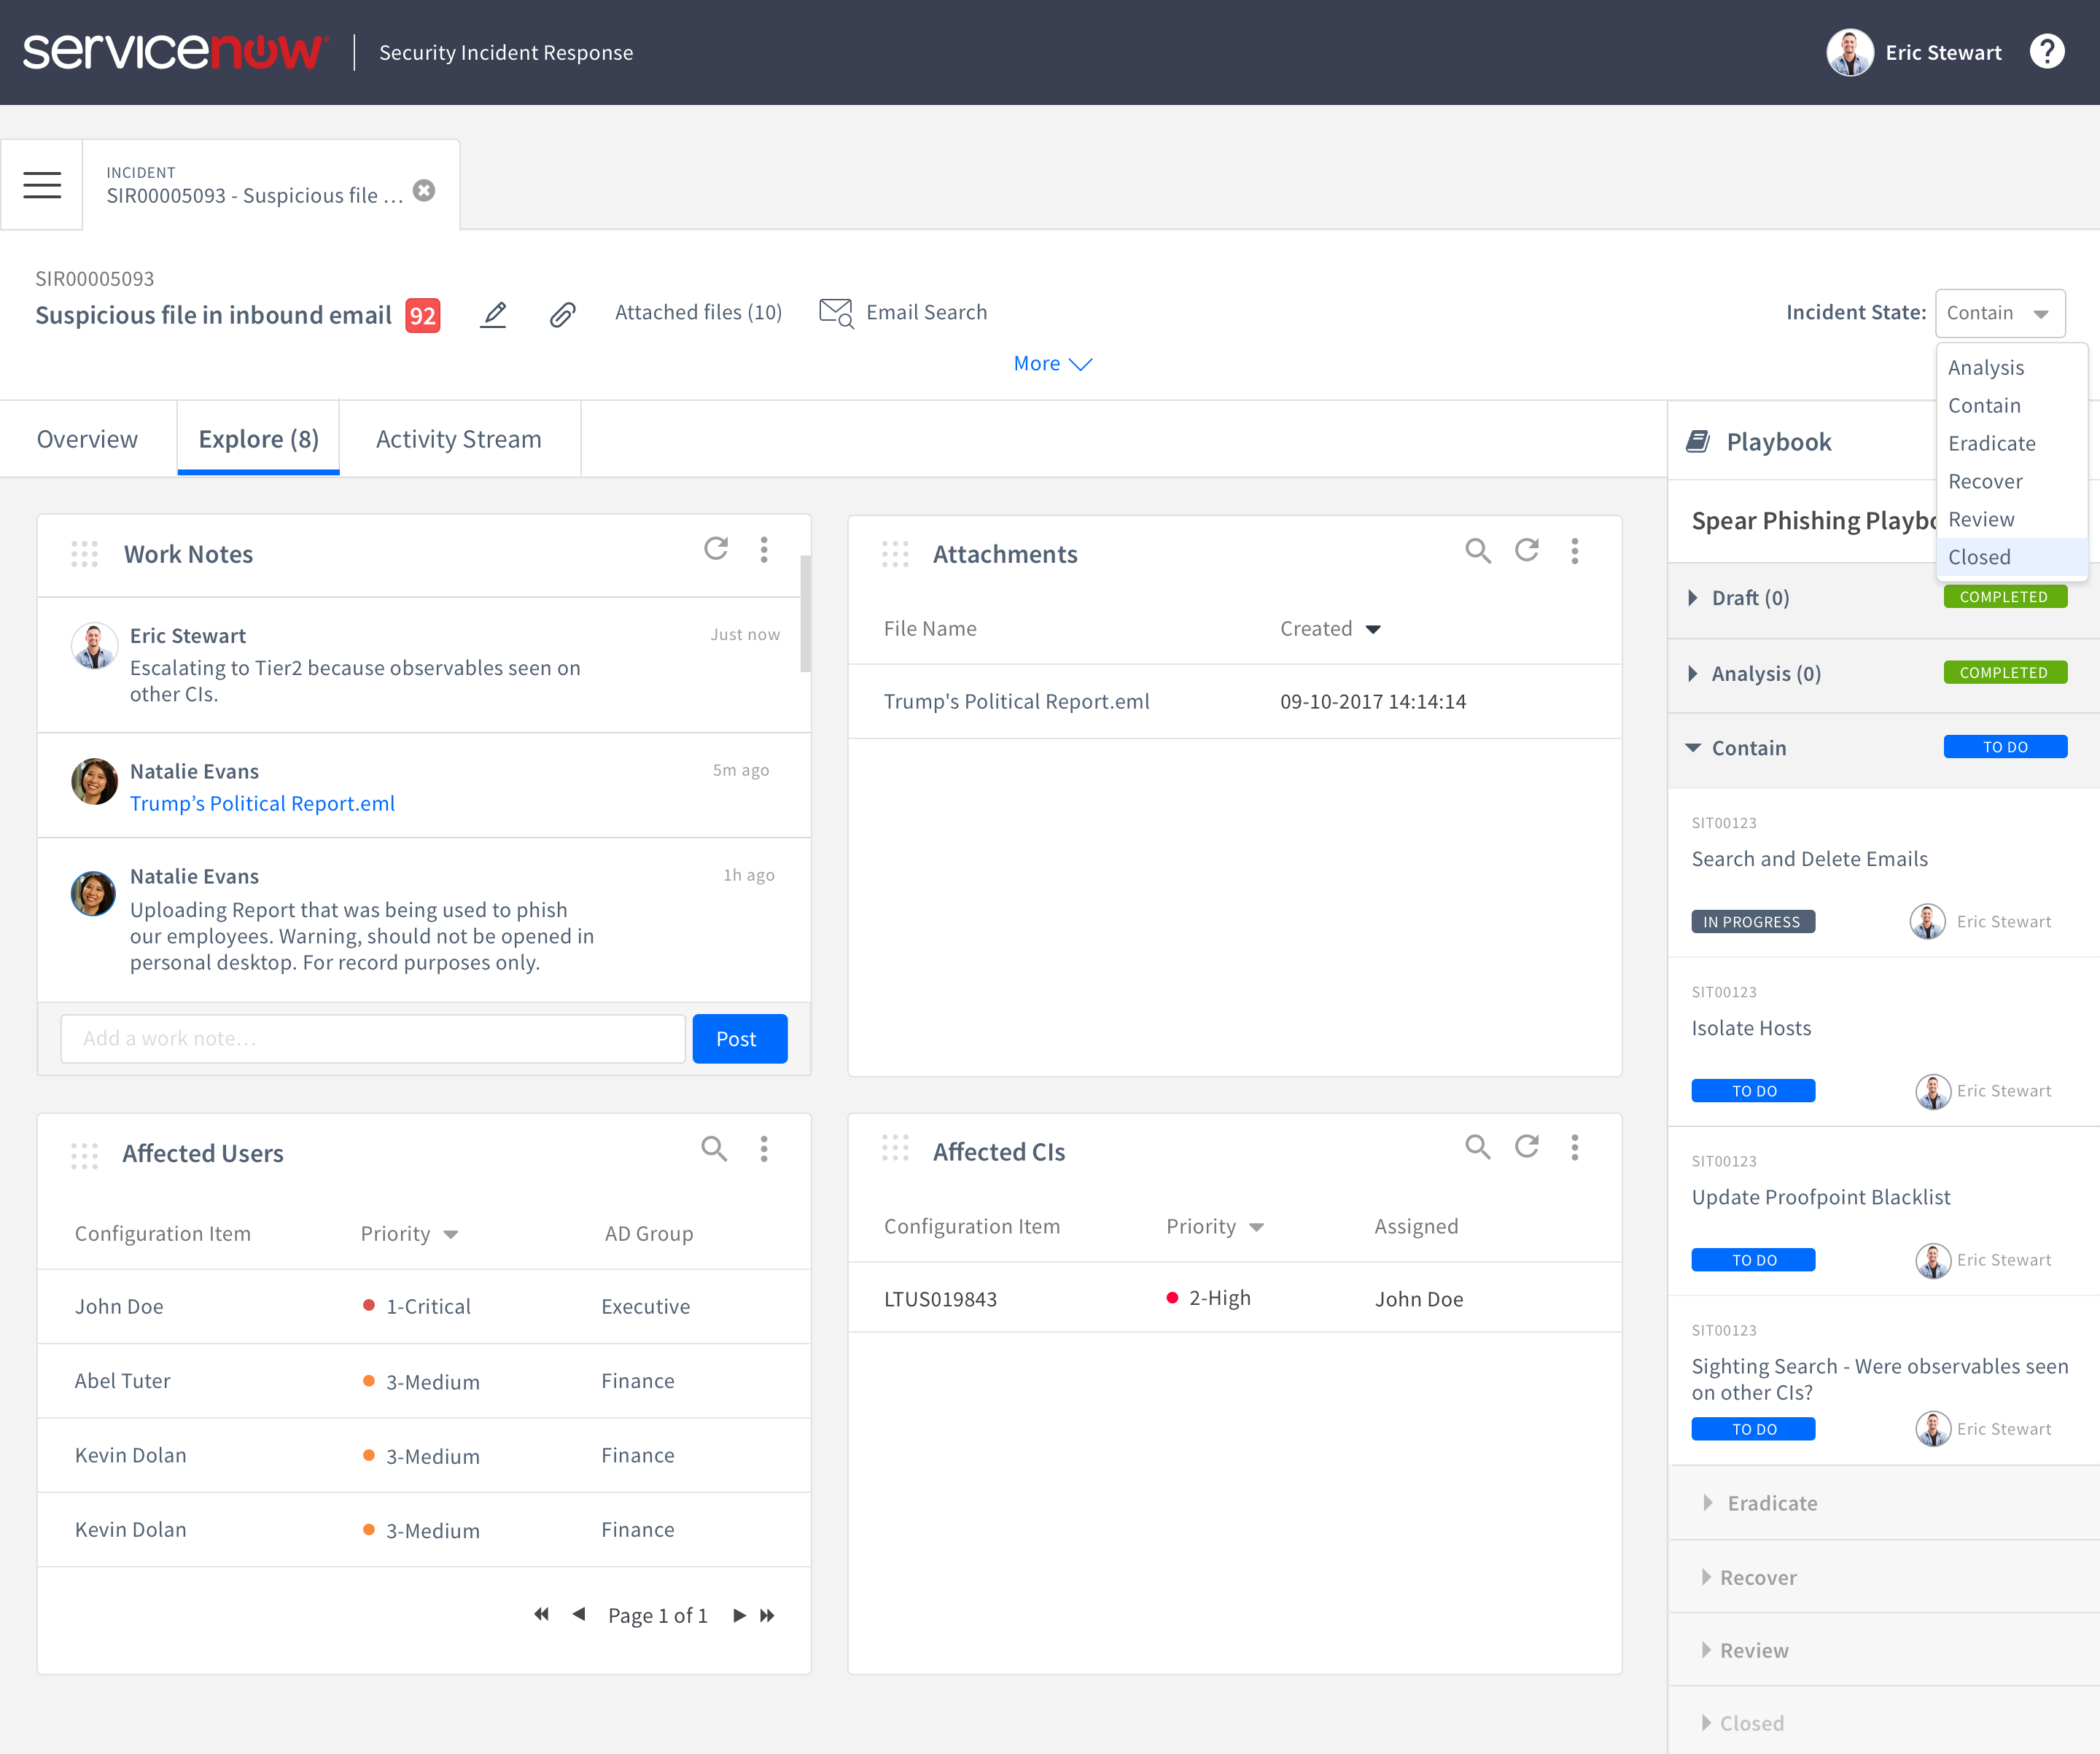 servicenow
Security Incident Response
Eric Stewart
?
INCIDENT
SIR00005093 - Suspicious file ...
SIR00005093
Suspicious file in inbound email 92
Attached files (10)
Email Search
More
Incident State:
Contain
Analysis
Contain
Eradicate
Recover
Review
Closed
Overview
Explore (8)
Activity Stream
Work Notes
Eric Stewart
Just now
Escalating to Tier2 because observables seen on
other CIs.
Natalie Evans
5m ago
Trump’s Political Report.eml
Natalie Evans
1h ago
Uploading Report that was being used to phish
our employees. Warning, should not be opened in
personal desktop. For record purposes only.
Add a work note...
Post
Attachments
File Name Created
Trump's Political Report.eml 09-10-2017 14:14:14
Affected Users
Configuration Item Priority AD Group
John Doe 1-Critical Executive
Abel Tuter 3-Medium Finance
Kevin Dolan 3-Medium Finance
Kevin Dolan 3-Medium Finance
Page 1 of 1
Affected CIs
Configuration Item Priority Assigned
LTUS019843 2-High John Doe
Playbook
Spear Phishing
Draft (0) COMPLETED
Analysis (0) COMPLETED
Contain TO DO
SIT00123
Search and Delete Emails
IN PROGRESS Eric Stewart
SIT00123
Isolate Hosts
TO DO Eric Stewart
SIT00123
Update Proofpoint Blacklist
TO DO Eric Stewart
SIT00123
Sighting Search - Were observables seen
on other CIs?
TO DO Eric Stewart
Eradicate
Recover
Review
Closed